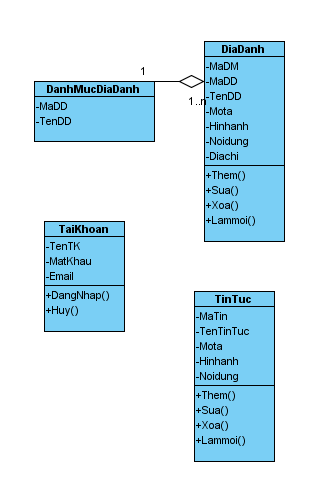 DiaDanh
-MaDM
-MaDD
-TenDD
-Mota
-Hinhanh
-Noidung
-Diachi
+Them()
+Sua()
+Xoa()
+Lammoi()
1
1..n
DanhMucDiaDanh
-MaDD
-TenDD
TaiKhoan
-TenTK
-MatKhau
-Email
+DangNhap()
+Huy()
TinTuc
-MaTin
-TenTinTuc
-Mota
-Hinhanh
-Noidung
+Them()
+Sua()
+Xoa()
+Lammoi()